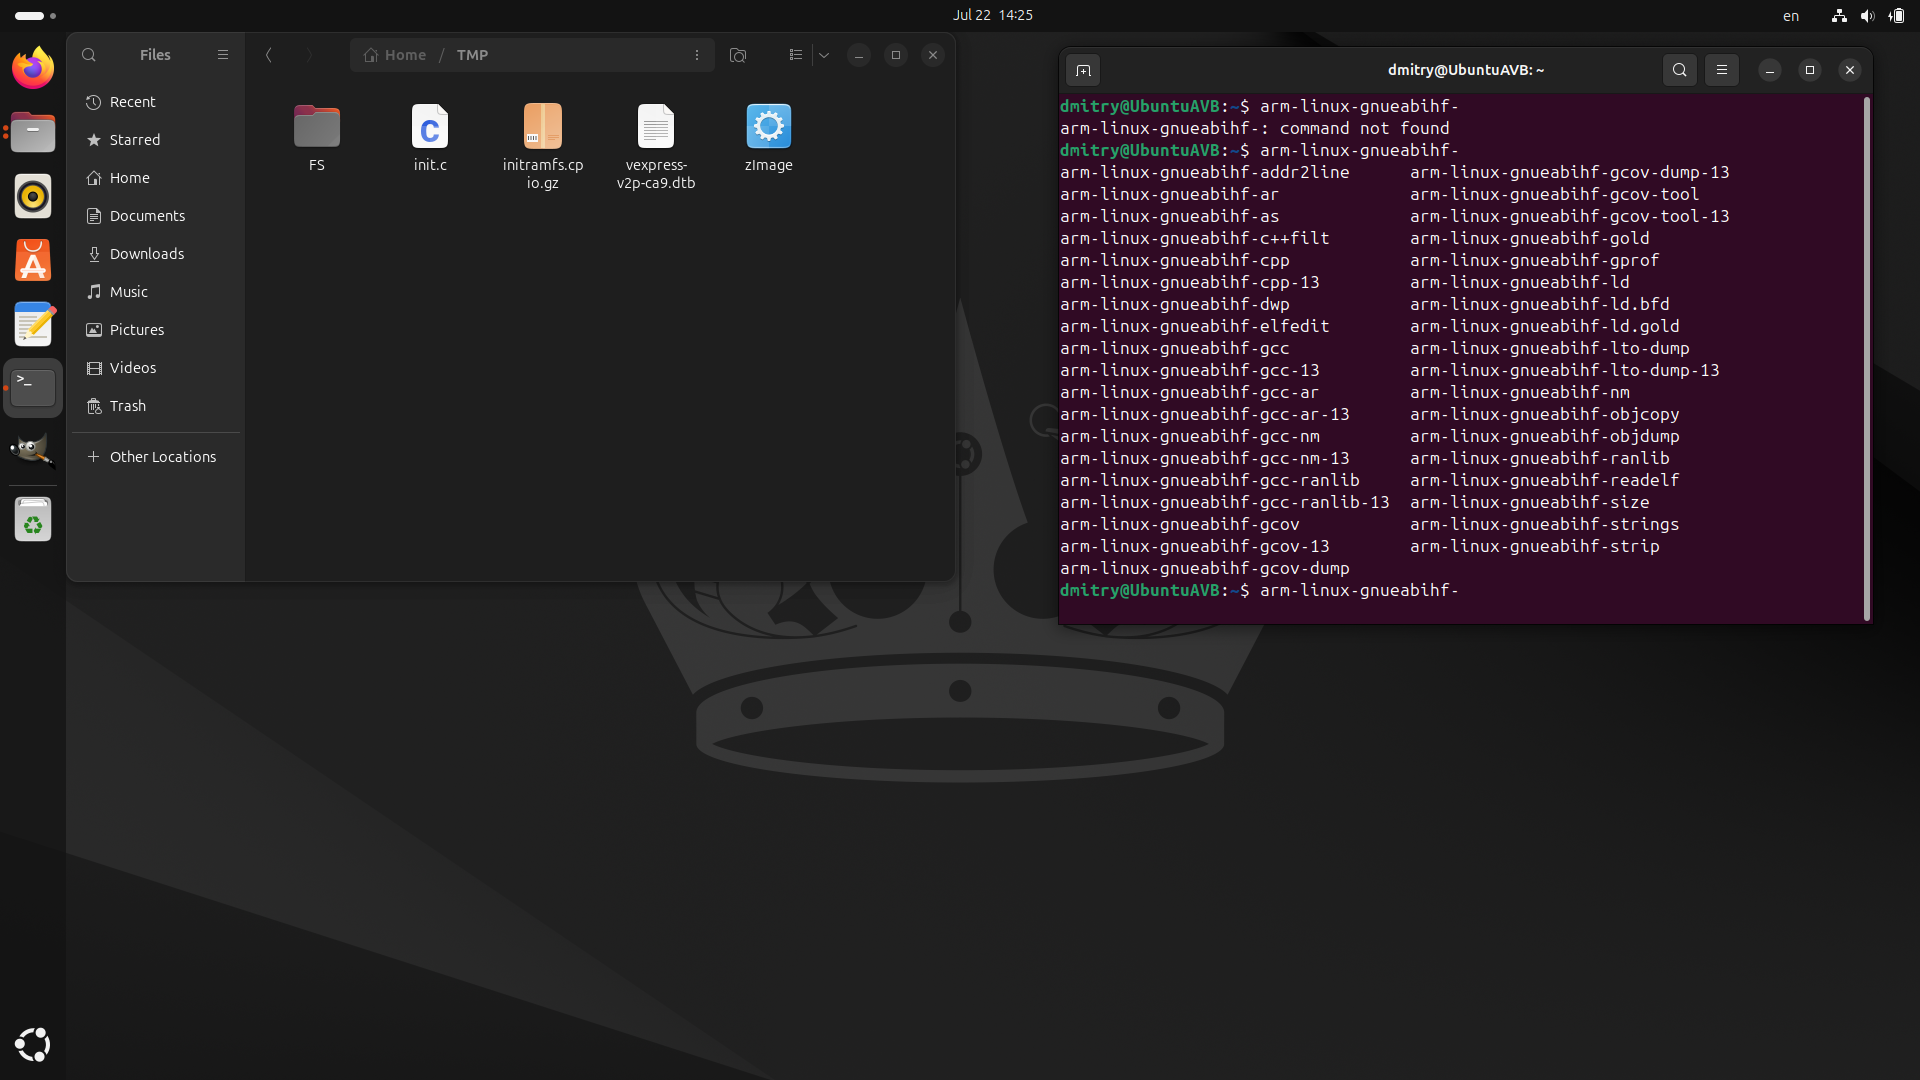 Jul 22 14:25
en
Files
Home / TMP
Recent
Starred
Home
Documents
Downloads
Music
Pictures
Videos
Trash
Other Locations
FS
init.c
initramfs.cp
io.gz
vexpress-
v2p-ca9.dtb
zImage
dmitry@UbuntuAVB: ~
dmitry@UbuntuAVB:~$ arm-linux-gnueabihf-
arm-linux-gnueabihf-: command not found
dmitry@UbuntuAVB:~$ arm-linux-gnueabihf-
arm-linux-gnueabihf-addr2line arm-linux-gnueabihf-gcov-dump-13
arm-linux-gnueabihf-ar arm-linux-gnueabihf-gcov-tool
arm-linux-gnueabihf-as arm-linux-gnueabihf-gcov-tool-13
arm-linux-gnueabihf-c++filt arm-linux-gnueabihf-gold
arm-linux-gnueabihf-cpp arm-linux-gnueabihf-gprof
arm-linux-gnueabihf-cpp-13 arm-linux-gnueabihf-ld
arm-linux-gnueabihf-dwp arm-linux-gnueabihf-ld.bfd
arm-linux-gnueabihf-elfedit arm-linux-gnueabihf-ld.gold
arm-linux-gnueabihf-gcc arm-linux-gnueabihf-lto-dump
arm-linux-gnueabihf-gcc-13 arm-linux-gnueabihf-lto-dump-13
arm-linux-gnueabihf-gcc-ar arm-linux-gnueabihf-nm
arm-linux-gnueabihf-gcc-ar-13 arm-linux-gnueabihf-objcopy
arm-linux-gnueabihf-gcc-nm arm-linux-gnueabihf-objdump
arm-linux-gnueabihf-gcc-nm-13 arm-linux-gnueabihf-ranlib
arm-linux-gnueabihf-gcc-ranlib arm-linux-gnueabihf-readelf
arm-linux-gnueabihf-gcc-ranlib-13 arm-linux-gnueabihf-size
arm-linux-gnueabihf-gcov arm-linux-gnueabihf-strings
arm-linux-gnueabihf-gcov-13 arm-linux-gnueabihf-strip
arm-linux-gnueabihf-gcov-dump
dmitry@UbuntuAVB:~$ arm-linux-gnueabihf-